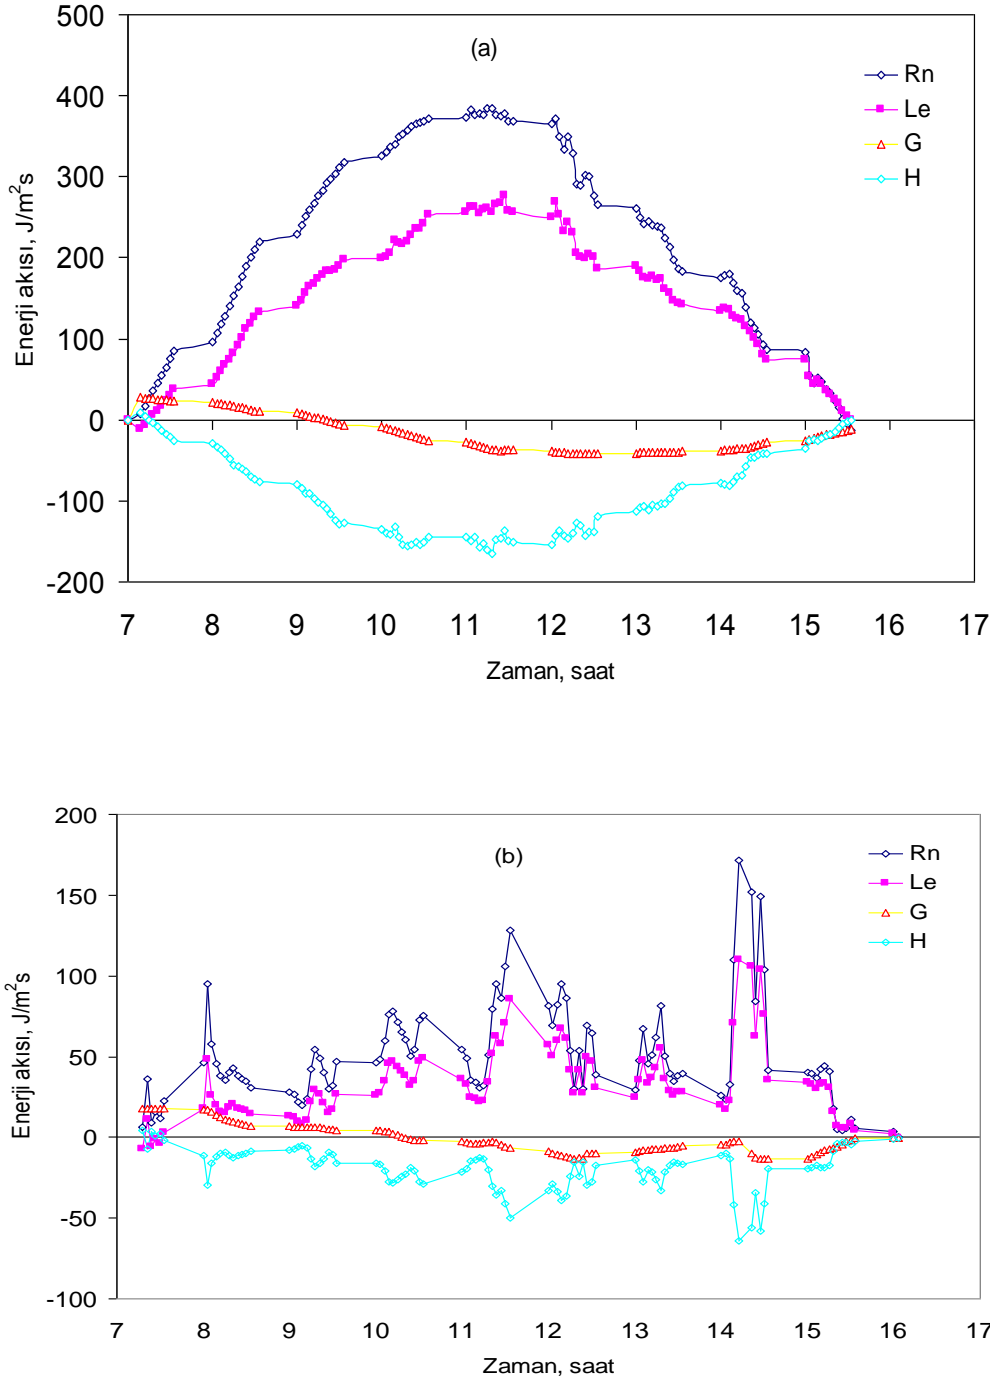 500
(a)
Rn
400
Le
G
300
H
200
100
0
-100
-200
7 8 9 10 11 12 13 14 15 16 17
Enerji akısı, J/m²s
Zaman, saat
200
(b)
Rn
Le
150
G
H
100
50
0
-50
-100
7 8 9 10 11 12 13 14 15 16 17
Enerji akısı, J/m²s
Zaman, saat